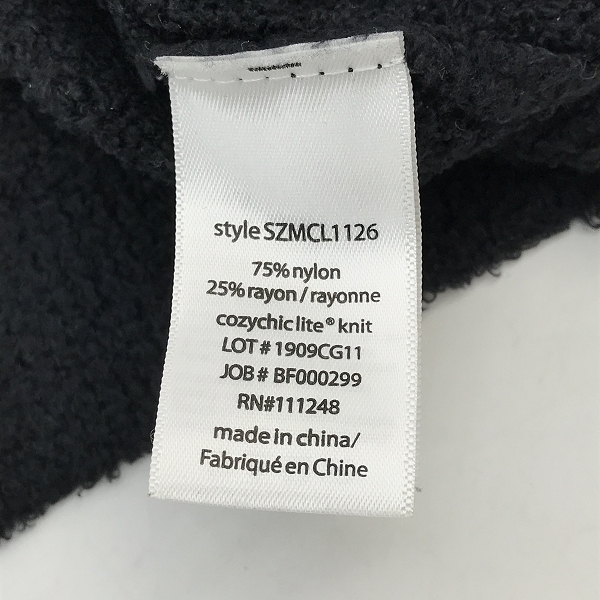 style SZMCL1126
75% nylon
25% rayon / rayonne
cozychic lite® knit
LOT # 1909CG11
JOB # BF000299
RN#111248
made in china/
Fabriqué en Chine